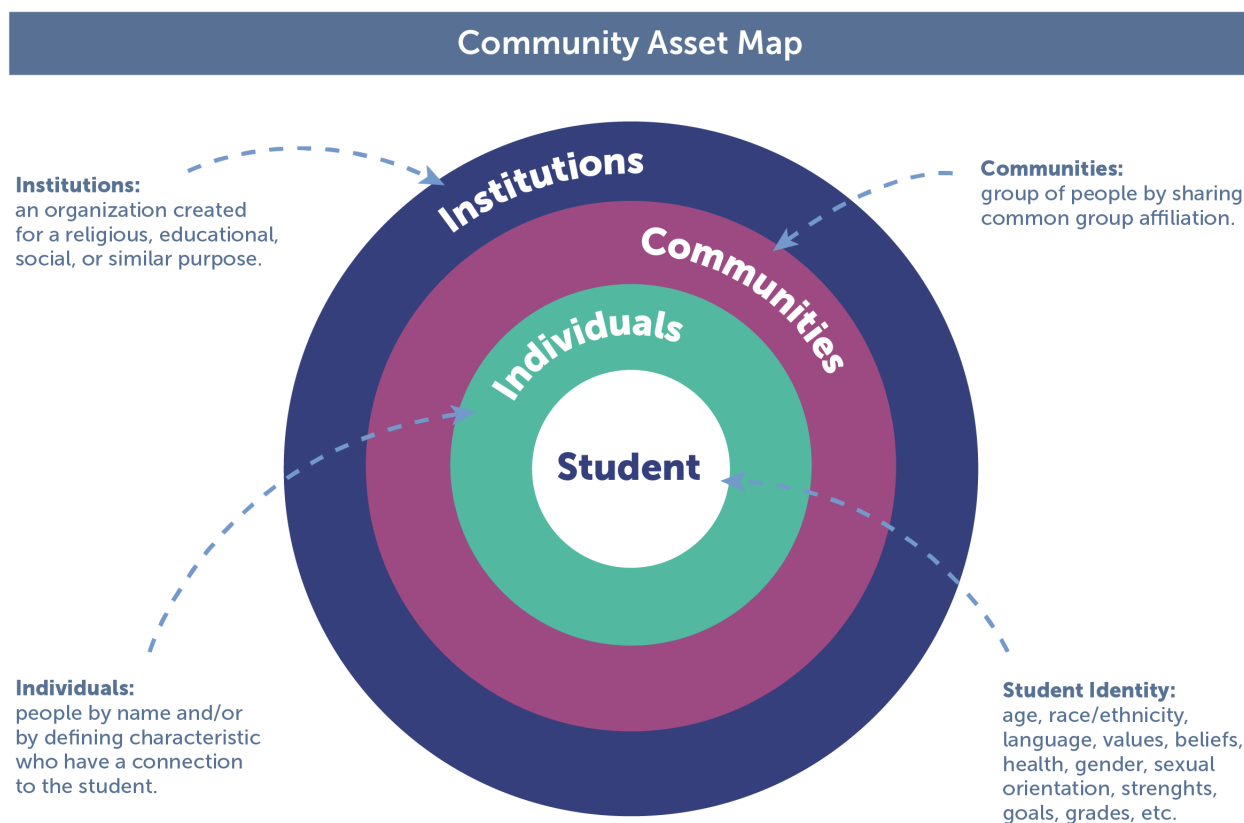 Community Asset Map
Institutions:
an organization created
for a religious, educational,
social, or similar purpose.
Communities:
group of people by sharing
common group affiliation.
Institutions
Communities
Individuals
Student
Individuals:
people by name and/or
by defining characteristic
who have a connection
to the student.
Student Identity:
age, race/ethnicity,
language, values, beliefs,
health, gender, sexual
orientation, strenghts,
goals, grades, etc.